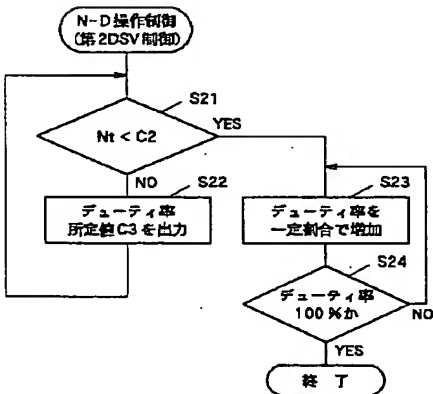 N-D操作制御
(第2DSV制御)
S21
Nt < C2
YES
NO
S22
デューティ率
所定値C3を出力
S23
デューティ率を
一定割合で増加
S24
デューティ率
100%か
NO
YES
終 了